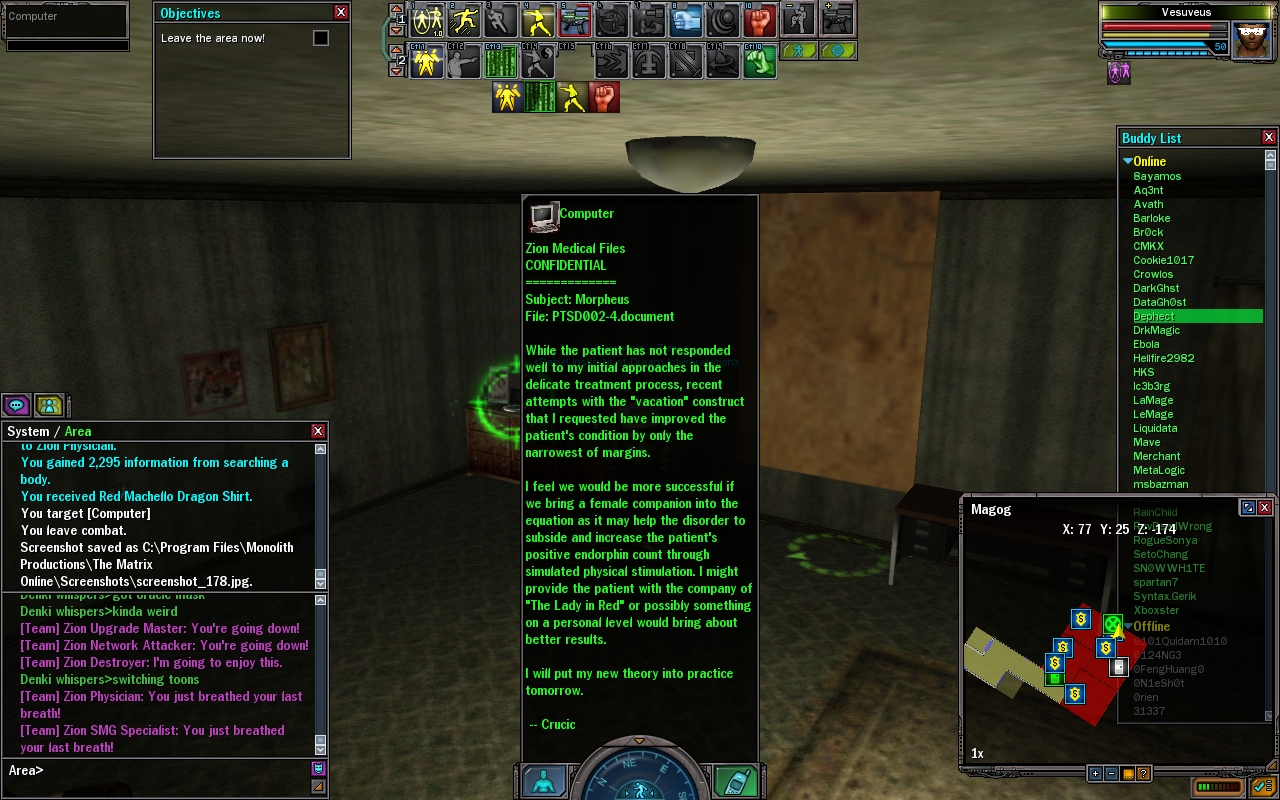 Computer
Objectives
Leave the area now!
1
2
1.0
Vesuveus
50
Buddy List
Online
8ayamos
Aq3nt
Avath
Barloke
Br0ck
CMKX
Cookie1017
Crowlos
DarkGhst
DataGh0st
Dephect
DrkMagic
Ebola
Hellfire2982
HKS
Ic3b3rg
LaMage
LeMage
Liquidata
Mave
Merchant
MetaLogic
msbazman
RainChild
RogueSonya
SetoChang
SN0WWH1TE
spartan7
Syntax.Gerik
Xboxster
Offline
0101Quidam1010
0124NG3
0FengHuang0
0N1eSh0t
0rien
31337
Computer
Zion Medical Files
CONFIDENTIAL
=============
Subject: Morpheus
File: PTSD002-4.document
While the patient has not responded
well to my initial approaches in the
delicate treatment process, recent
attempts with the "vacation" construct
that I requested have improved the
patient's condition by only the
narrowest of margins.
I feel we would be more successful if
we bring a female companion into the
equation as it may help the disorder to
subside and increase the patient's
positive endorphin count through
simulated physical stimulation. I might
provide the patient with the company of
"The Lady in Red" or possibly something
on a personal level would bring about
better results.
I will put my new theory into practice
tomorrow.
-- Crucic
System / Area
to Zion Physician.
You gained 2,295 information from searching a
body.
You received Red Machello Dragon Shirt.
You target [Computer]
You leave combat.
Screenshot saved as C:\Program Files\Monolith
Productions\The Matrix
Online\Screenshots\screenshot_178.jpg.
Denki whispers>got oracle mask
Denki whispers>kinda weird
[Team] Zion Upgrade Master: You're going down!
[Team] Zion Network Attacker: You're going down!
[Team] Zion Destroyer: I'm going to enjoy this.
Denki whispers>switching toons
[Team] Zion Physician: You just breathed your last
breath!
[Team] Zion SMG Specialist: You just breathed
your last breath!
Area>
Magog
X: 77 Y: 25 Z: -174
1x
N
NE
E